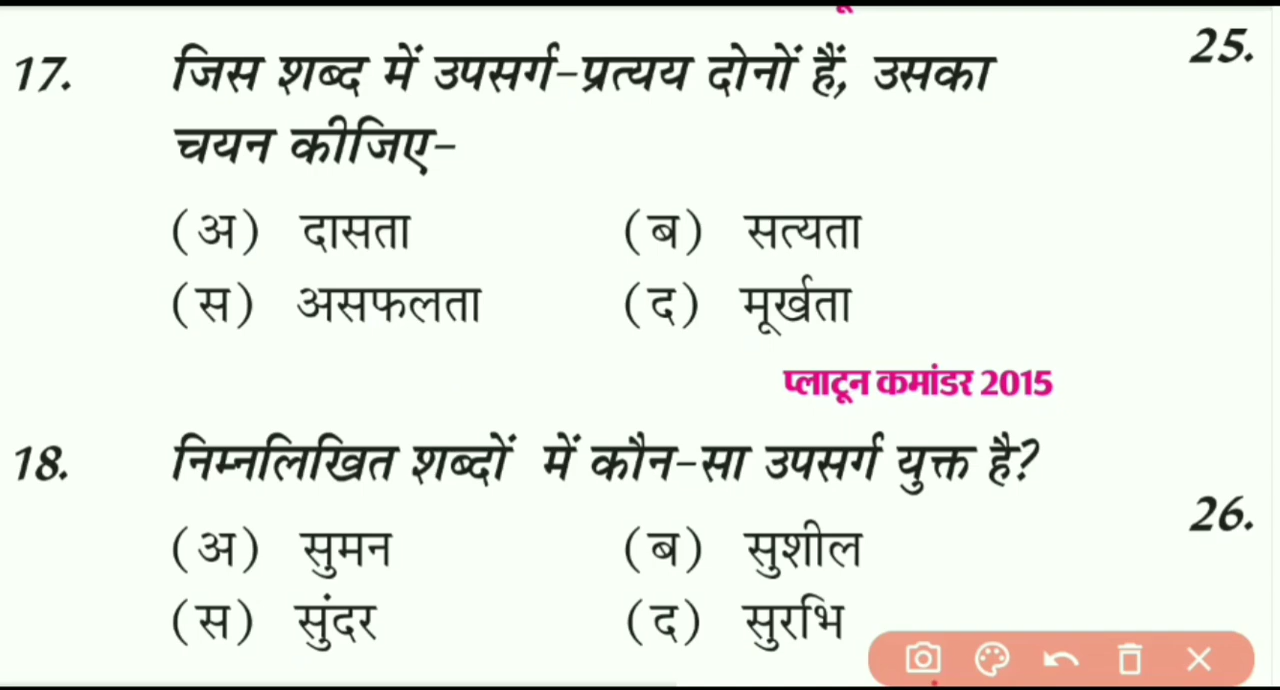 17. जिस शब्द में उपसर्ग-प्रत्यय दोनों हैं, उसका
चयन कीजिए-
(अ) दासता (ब) सत्यता
(स) असफलता (द) मूर्खता
प्लाटून कमांडर 2015
18. निम्नलिखित शब्दों में कौन-सा उपसर्ग युक्त है?
(अ) सुमन (ब) सुशील
(स) सुंदर (द) सुरभि
25.
26.